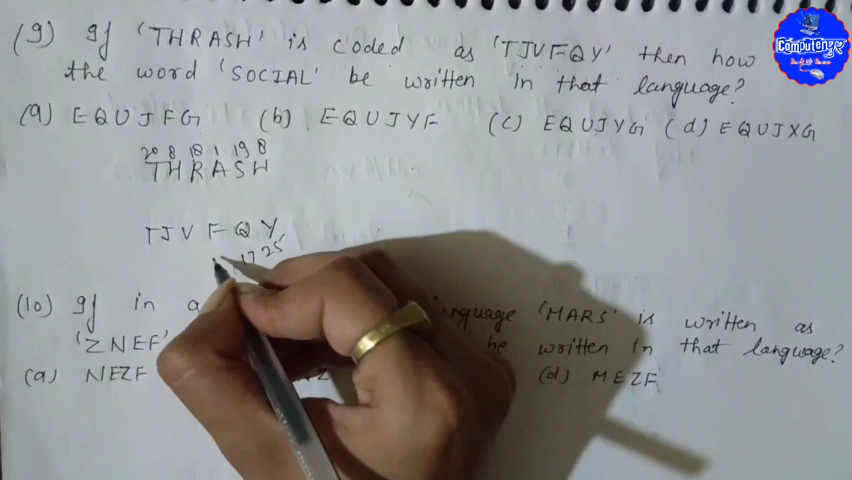 (9) If 'THRASH' is coded as 'TJVFQY' then how
the word 'SOCIAL' be written in that language?
(a) EQUJFG (b) EQUJYF (c) EQUJYG (d) EQUJXG
20 8 18 1 19 8
THRASH
TJVFQY
17 25
(10) If in a language 'MARS' is written as
'ZNEF' be written in that language?
(a) NEZF (d) MEZF
Computenzr